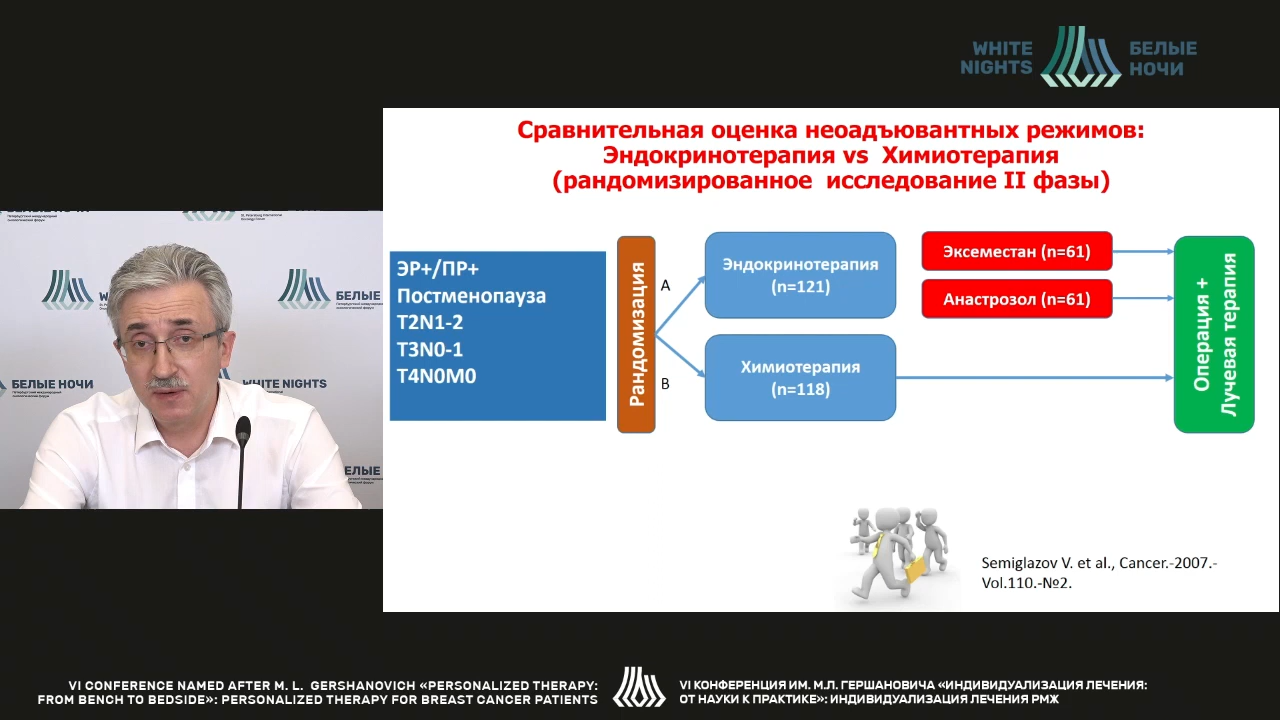 WHITE
NIGHTS
БЕЛЫЕ
НОЧИ
Сравнительная оценка неоадъювантных режимов:
Эндокринотерапия vs Химиотерапия
(рандомизированное исследование II фазы)
ЭР+/ПР+
Постменопауза
T2N1-2
T3N0-1
T4N0M0
Рандомизация
A
B
Эндокринотерапия
(n=121)
Химиотерапия
(n=118)
Эксеместан (n=61)
Анастрозол (n=61)
Операция +
Лучевая терапия
Semiglazov V. et al., Cancer.-2007.-
Vol.110.-№2.
БЕЛЫЕ НОЧИ
WHITE NIGHTS
БЕЛЫЕ
VI CONFERENCE NAMED AFTER M. L. GERSHANOVICH «PERSONALIZED THERAPY:
FROM BENCH TO BEDSIDE»: PERSONALIZED THERAPY FOR BREAST CANCER PATIENTS
VI КОНФЕРЕНЦИЯ ИМ. М.Л. ГЕРШАНОВИЧА «ИНДИВИДУАЛИЗАЦИЯ ЛЕЧЕНИЯ:
ОТ НАУКИ К ПРАКТИКЕ»: ИНДИВИДУАЛИЗАЦИЯ ЛЕЧЕНИЯ РМЖ